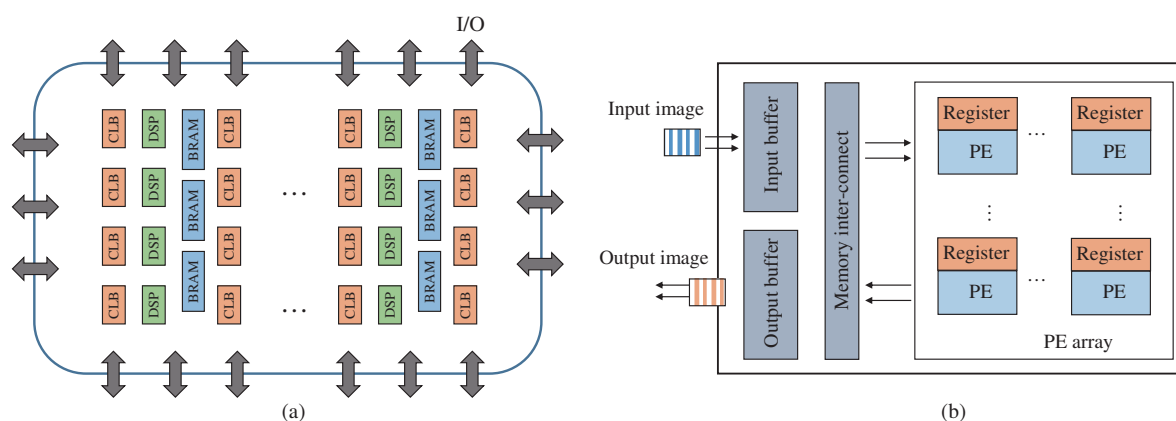 I/O
CLB DSP BRAM CLB CLB DSP BRAM CLB
CLB DSP BRAM CLB ... CLB DSP BRAM CLB
CLB DSP BRAM CLB CLB DSP BRAM CLB
CLB DSP CLB ... CLB DSP CLB
(a)
Input image
Output image
Input buffer
Output buffer
Memory inter-connect
Register ... Register
PE PE
⋮ ⋮
Register ... Register
PE PE
PE array
(b)